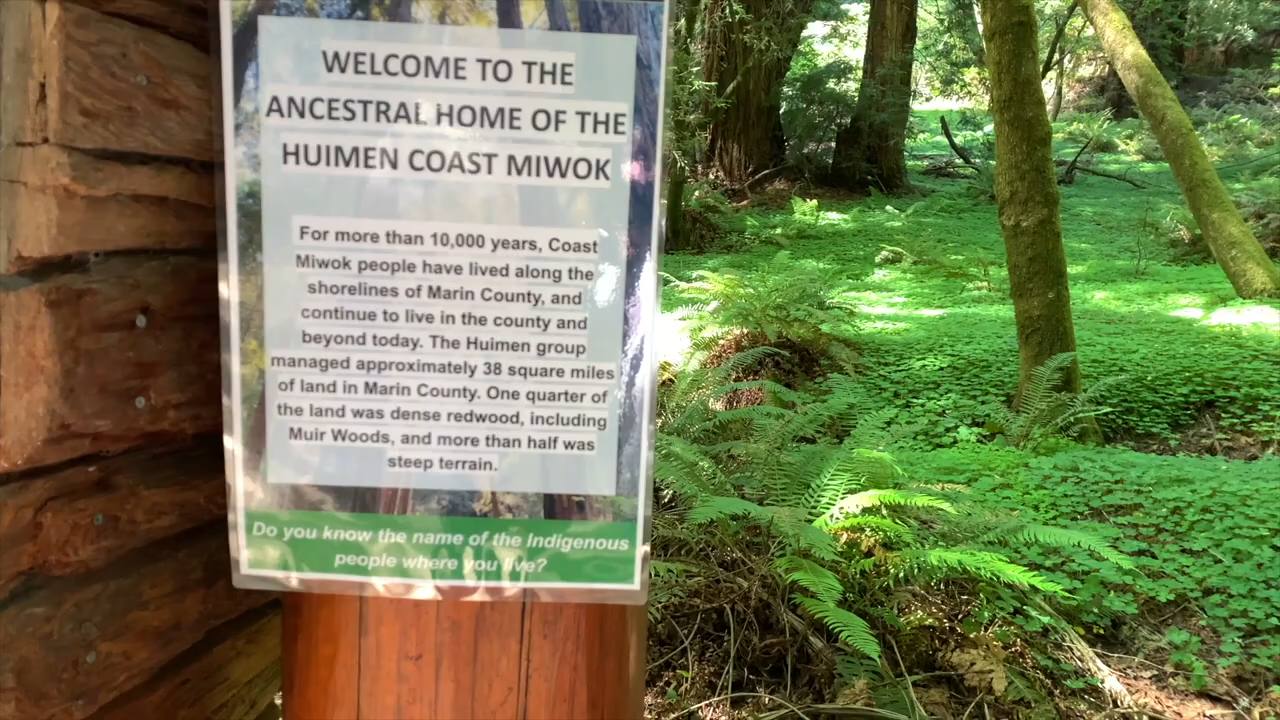 WELCOME TO THE
ANCESTRAL HOME OF THE
HUIMEN COAST MIWOK
For more than 10,000 years, Coast
Miwok people have lived along the
shorelines of Marin County, and
continue to live in the county and
beyond today. The Huimen group
managed approximately 38 square miles
of land in Marin County. One quarter of
the land was dense redwood, including
Muir Woods, and more than half was
steep terrain.
Do you know the name of the Indigenous
people where you live?